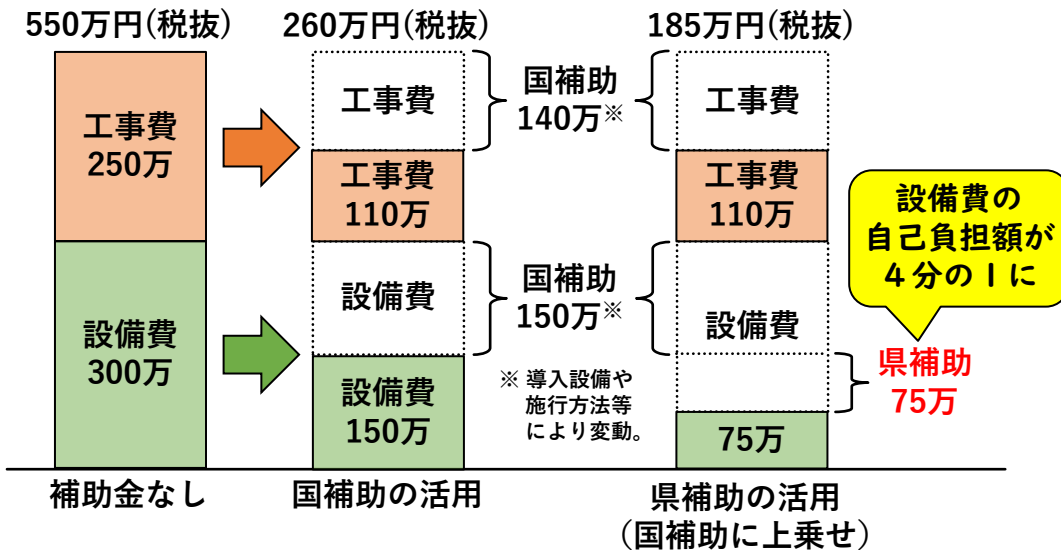 550万円(税抜)
工事費
250万
設備費
300万
補助金なし
260万円(税抜)
工事費
工事費
110万
設備費
設備費
150万
国補助の活用
国補助
140万※
国補助
150万※
※ 導入設備や
施行方法等
により変動。
185万円(税抜)
工事費
工事費
110万
設備費
75万
県補助の活用
(国補助に上乗せ)
設備費の
自己負担額が
4分の1に
県補助
75万